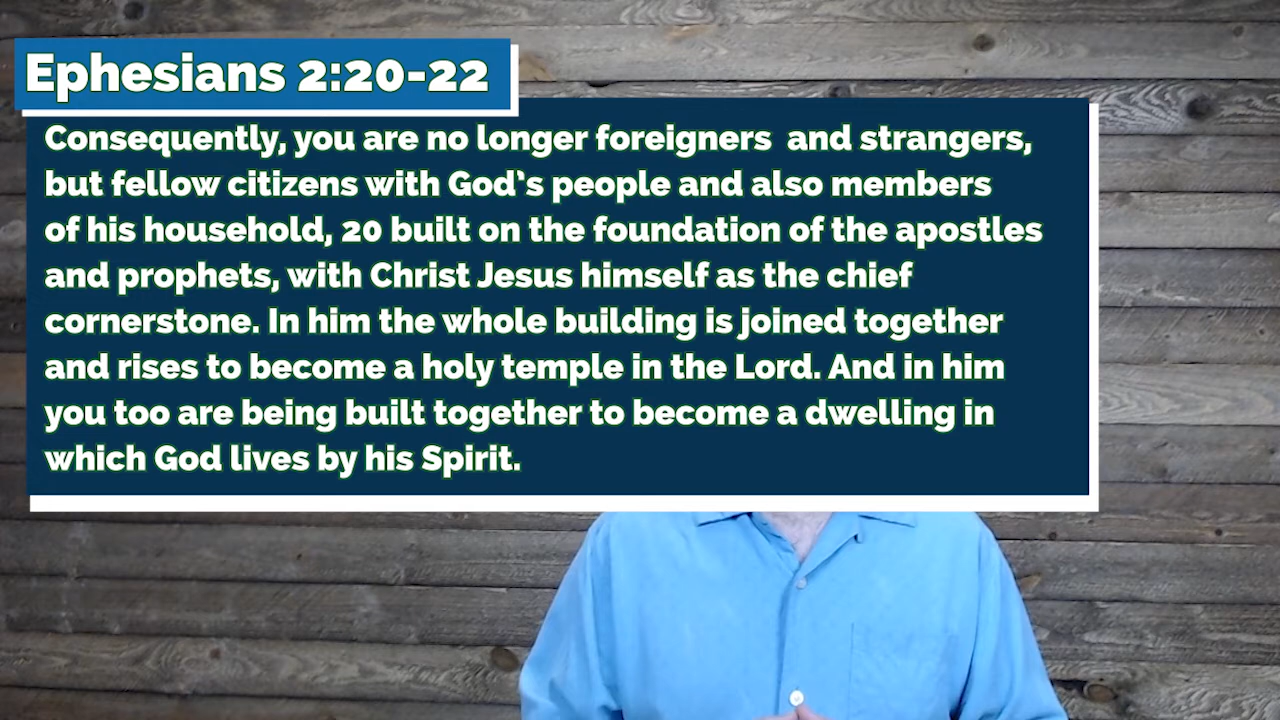 Ephesians 2:20-22
Consequently, you are no longer foreigners  and strangers,
but fellow citizens with God's people and also members
of his household, 20 built on the foundation of the apostles
and prophets, with Christ Jesus himself as the chief
cornerstone. In him the whole building is joined together
and rises to become a holy temple in the Lord. And in him
you too are being built together to become a dwelling in
which God lives by his Spirit.